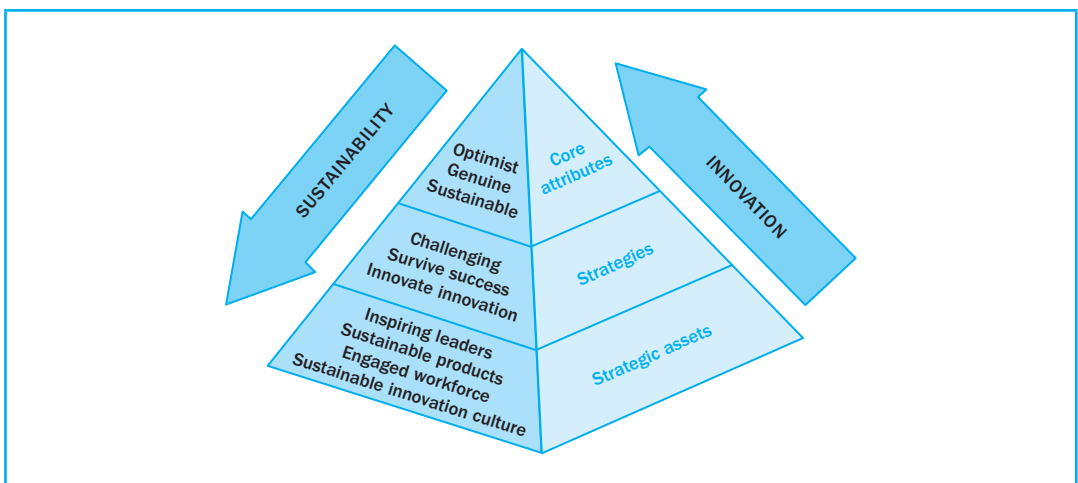 SUSTAINABILITY
INNOVATION
Optimist
Genuine
Sustainable
Core
attributes
Challenging
Survive success
Innovate innovation
Strategies
Inspiring leaders
Sustainable products
Engaged workforce
Sustainable innovation culture
Strategic assets